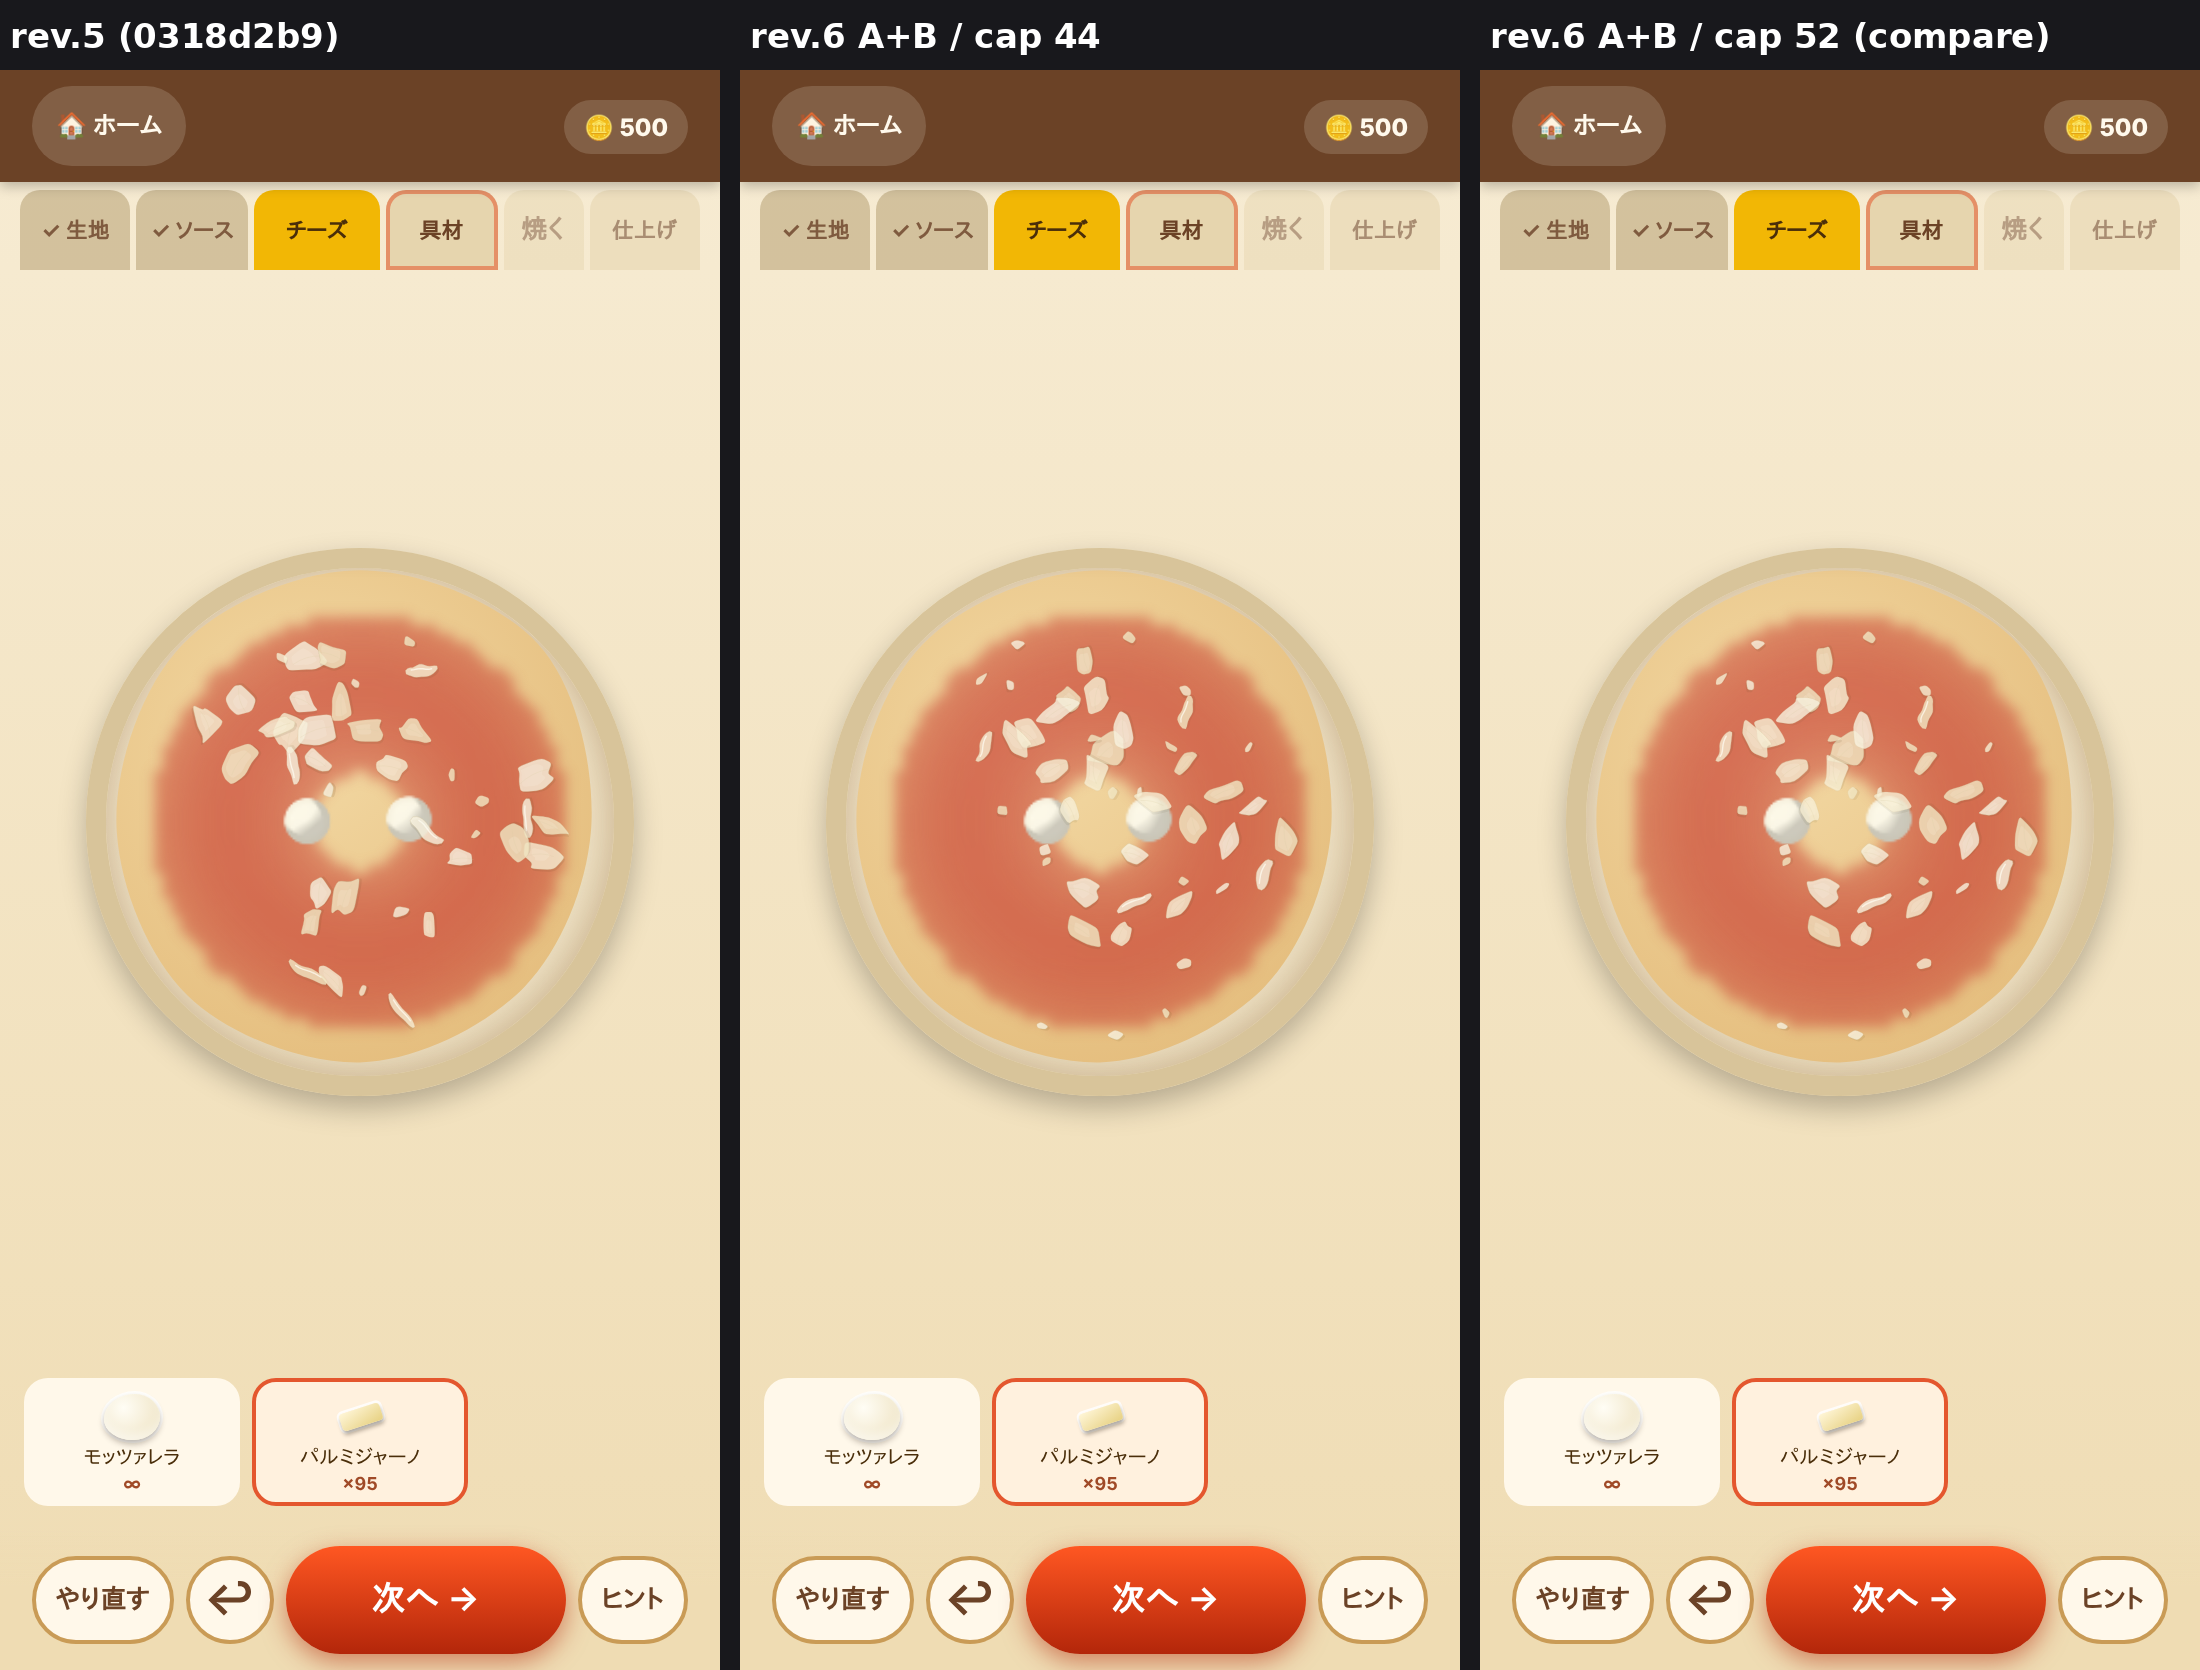 rev.5 (0318d2b9)
🏠 ホーム
🪙 500
✓ 生地
✓ ソース
チーズ
具材
焼く
仕上げ
モッツァレラ
∞
パルミジャーノ
×95
やり直す
↩
次へ →
ヒント
rev.6 A+B / cap 44
🏠 ホーム
🪙 500
✓ 生地
✓ ソース
チーズ
具材
焼く
仕上げ
モッツァレラ
∞
パルミジャーノ
×95
やり直す
↩
次へ →
ヒント
rev.6 A+B / cap 52 (compare)
🏠 ホーム
🪙 500
✓ 生地
✓ ソース
チーズ
具材
焼く
仕上げ
モッツァレラ
∞
パルミジャーノ
×95
やり直す
↩
次へ →
ヒント